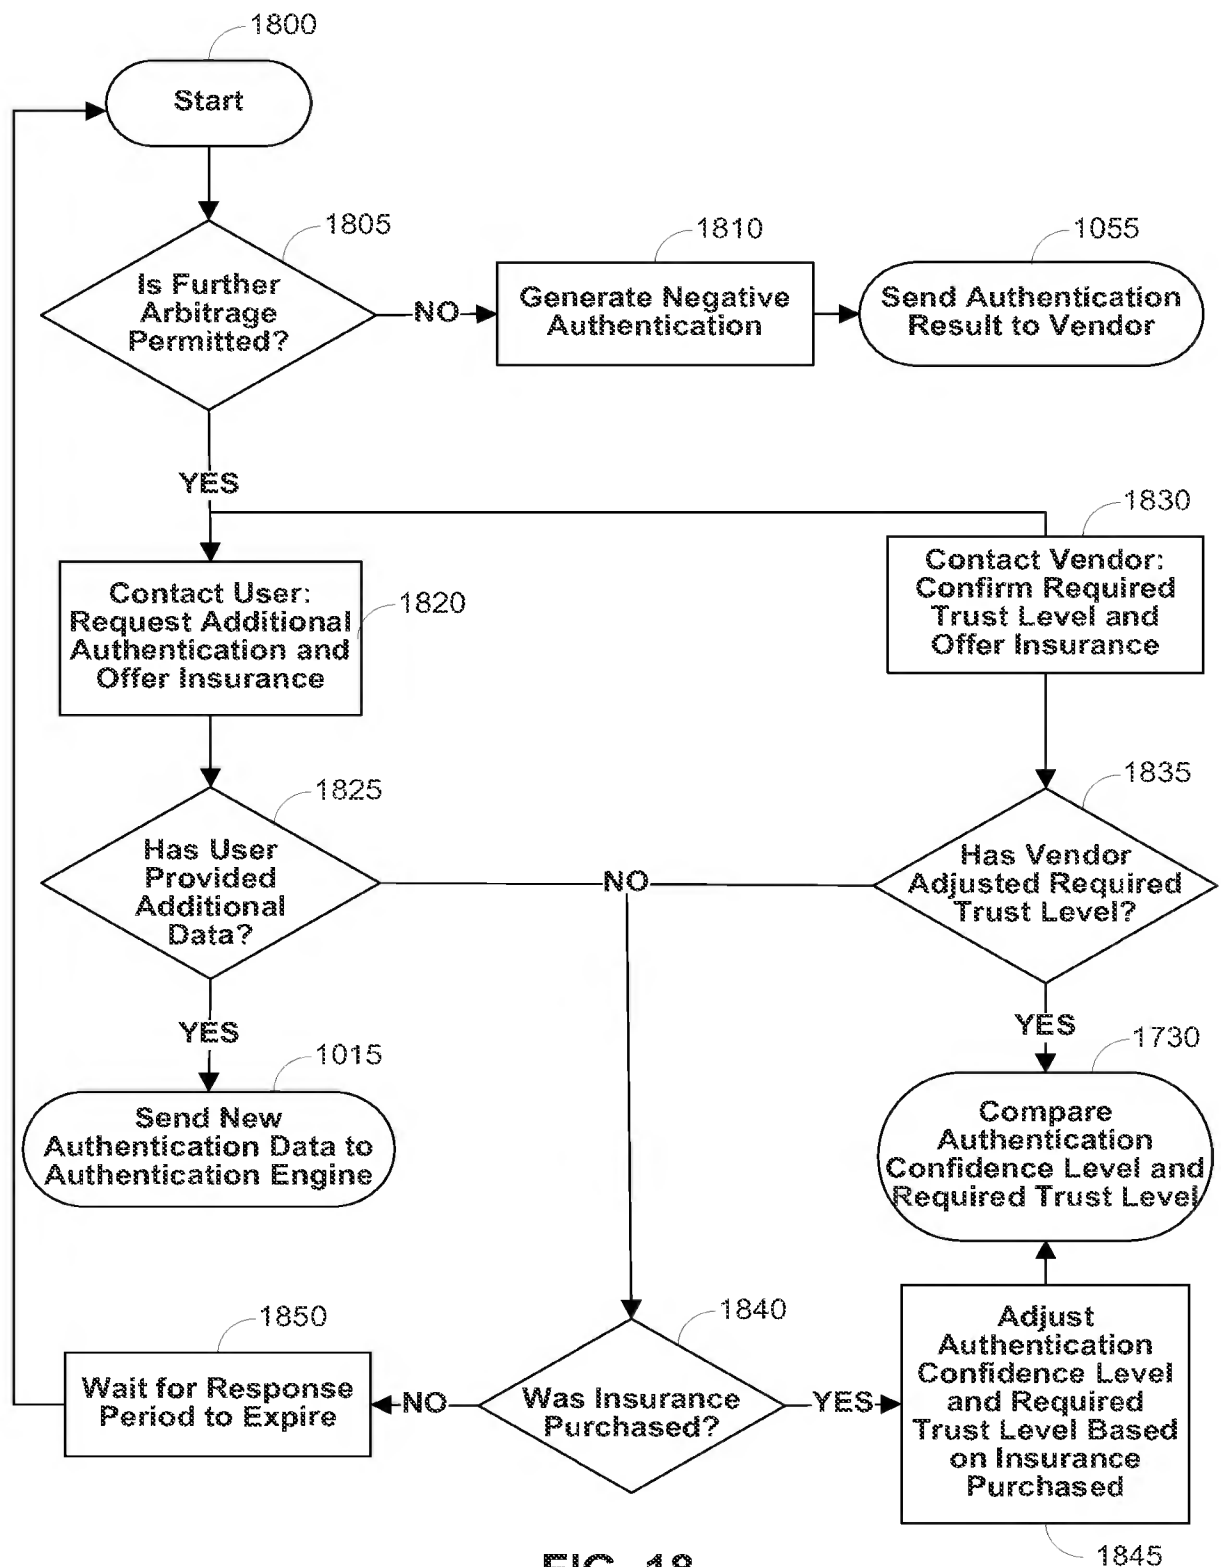 1800
Start
1805
Is Further
Arbitrage
Permitted?
NO
1810
Generate Negative
Authentication
1055
Send Authentication
Result to Vendor
YES
1820
Contact User:
Request Additional
Authentication and
Offer Insurance
1830
Contact Vendor:
Confirm Required
Trust Level and
Offer Insurance
1825
Has User
Provided
Additional
Data?
NO
1835
Has Vendor
Adjusted Required
Trust Level?
YES
YES
1015
Send New
Authentication Data to
Authentication Engine
1730
Compare
Authentication
Confidence Level and
Required Trust Level
1850
Wait for Response
Period to Expire
NO
1840
Was Insurance
Purchased?
YES
Adjust
Authentication
Confidence Level
and Required
Trust Level Based
on Insurance
Purchased
1845
FIG. 18